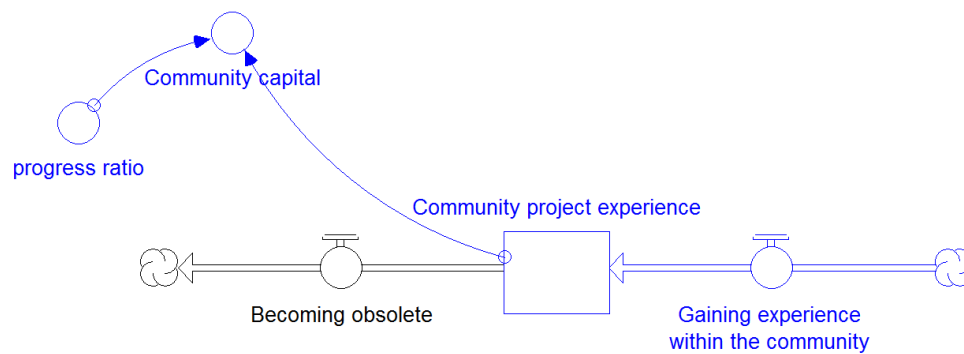 Community capital
progress ratio
Community project experience
Becoming obsolete
Gaining experience
within the community